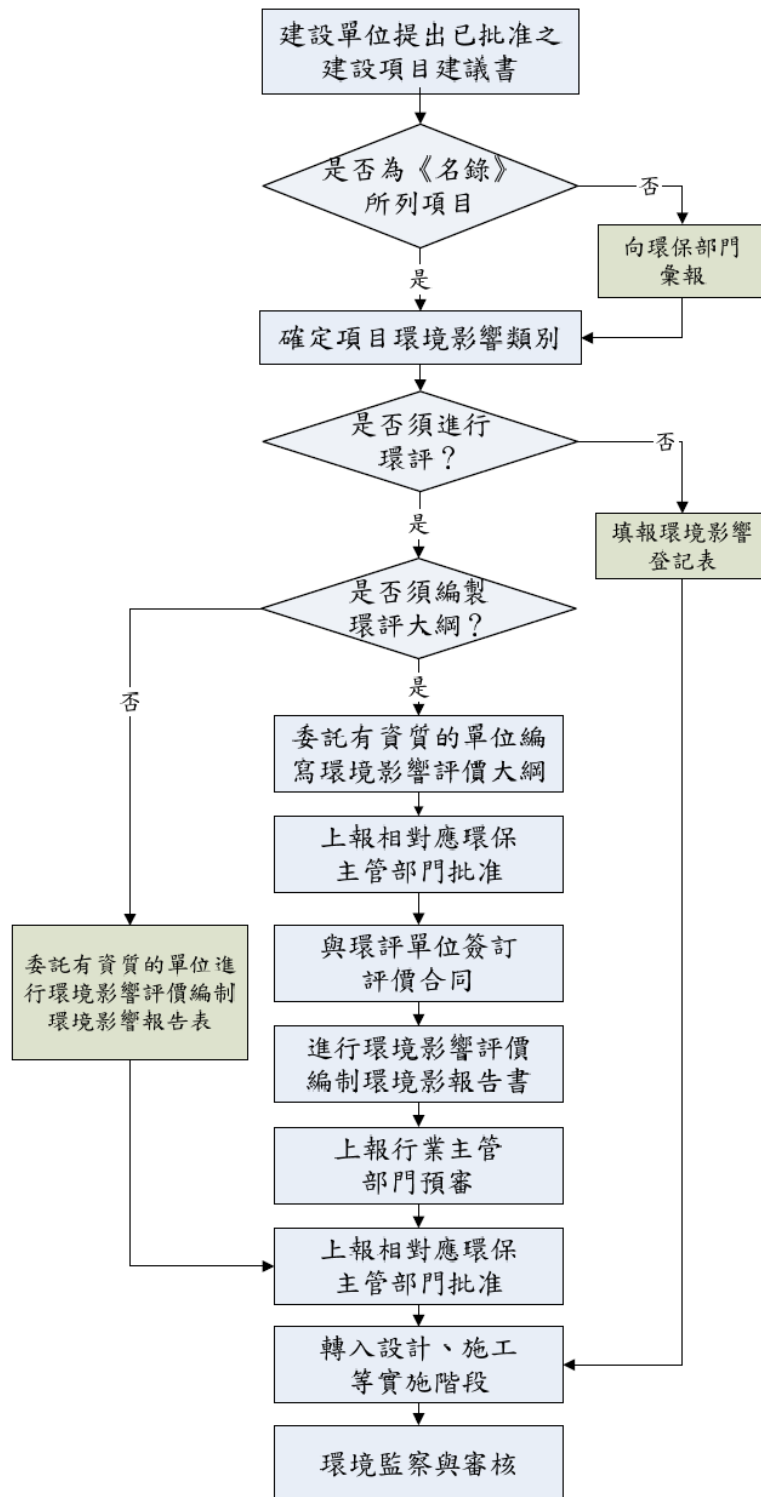 建設單位提出已批准之
建設項目建議書
是否為《名錄》
所列項目
否
向環保部門
彙報
是
確定項目環境影響類別
是否須進行
環評？
否
填報環境影響
登記表
是
是否須編製
環評大綱？
否
是
委託有資質的單位編
寫環境影響評價大綱
上報相對應環保
主管部門批准
與環評單位簽訂
評價合同
委託有資質的單位進
行環境影響評價編制
環境影響報告表
進行環境影響評價
編制環境影報告書
上報行業主管
部門預審
上報相對應環保
主管部門批准
轉入設計、施工
等實施階段
環境監察與審核